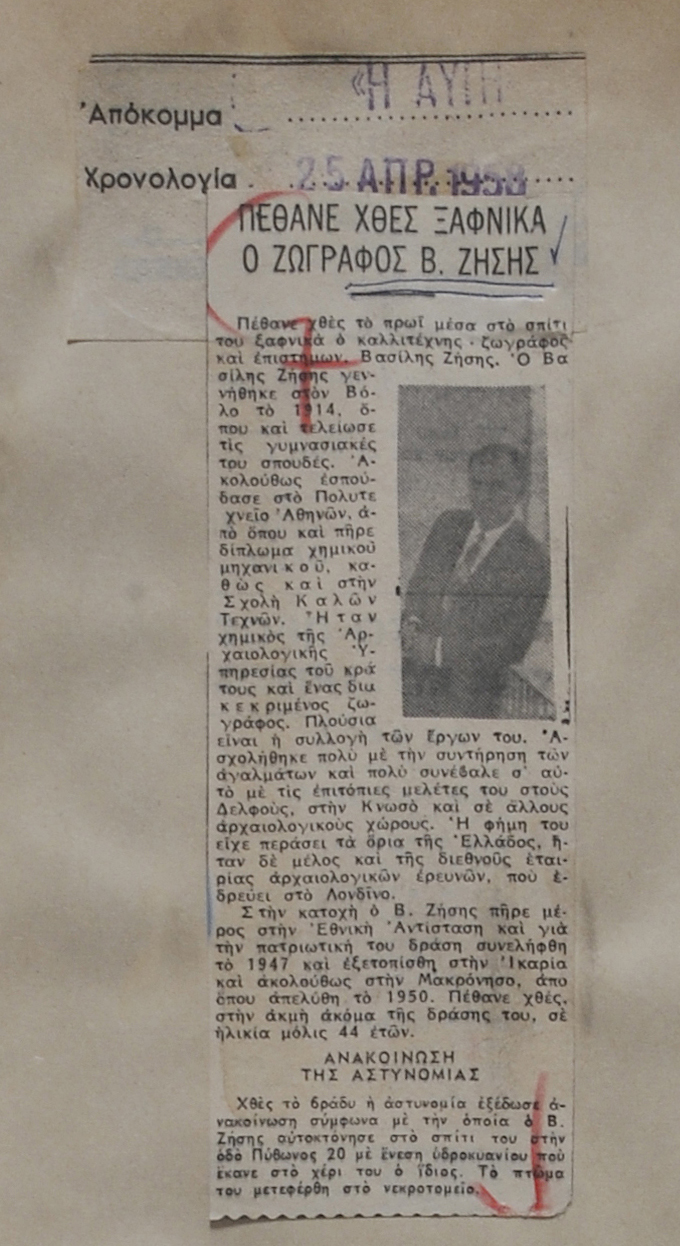 Ἀπόκομμα «Η ΑΥΓΗ
Χρονολογία 25 ΑΠΡ. 1958
ΠΕΘΑΝΕ ΧΘΕΣ ΞΑΦΝΙΚΑ
Ο ΖΩΓΡΑΦΟΣ Β. ΖΗΣΗΣ
Πέθανε χθὲς τὸ πρωῒ μέσα στὸ σπίτι
του ξαφνικὰ ὁ καλλιτέχνης - ζωγράφος
καὶ ἐπιστήμων, Βασίλης Ζήσης. Ὁ Βα
σίλης Ζήσης γεν-
νήθηκε στὸν Βό-
λο τὸ 1914, ὅ-
που καὶ τελείωσε
τὶς γυμνασιακές
του σπουδές. Ἀ-
κολούθως ἐσπού-
δασε στὸ Πολυτε
χνεῖο Ἀθηνῶν, ἀ-
πὸ ὅπου καὶ πῆρε
δίπλωμα χημικοῦ
μηχανικοῦ, κα-
θὼς καὶ στὴν
Σχολὴ Καλῶν
Τεχνῶν. Ἦταν
χημικὸς τῆς Ἀρ-
χαιολογικῆς Ὑ-
πηρεσίας τοῦ κρά
τους καὶ ἕνας δια
κεκριμένος ζω-
γράφος. Πλούσια
εἶναι ἡ συλλογὴ τῶν ἔργων του. Ἀ-
σχολήθηκε πολὺ μὲ τὴν συντήρηση τῶν
ἀγαλμάτων καὶ πολὺ συνέβαλε σ' αὐ-
τὸ μὲ τὶς ἐπιτόπιες μελέτες του στοὺς
Δελφούς, στὴν Κνωσὸ καὶ σὲ ἄλλους
ἀρχαιολογικοὺς χώρους. Ἡ φήμη του
εἶχε περάσει τὰ ὅρια τῆς Ἑλλάδος, ἦ-
ταν δὲ μέλος καὶ τῆς διεθνοῦς ἑται-
ρίας ἀρχαιολογικῶν ἐρευνῶν, ποὺ ἑ-
δρεύει στὸ Λονδῖνο.
Στὴν κατοχὴ ὁ Β. Ζήσης πῆρε μέ-
ρος στὴν Ἐθνικὴ Ἀντίσταση καὶ γιὰ
τὴν πατριωτική του δράση συνελήφθη
τὸ 1947 καὶ ἐξετοπίσθη στὴν Ἰκαρία
καὶ ἀκολούθως στὴν Μακρόνησο, ἀπὸ
ὅπου ἀπελύθη τὸ 1950. Πέθανε χθές,
στὴν ἀκμὴ ἀκόμα τῆς δράσης του, σὲ
ἡλικία μόλις 44 ἐτῶν.
ΑΝΑΚΟΙΝΩΣΗ
ΤΗΣ ΑΣΤΥΝΟΜΙΑΣ
Χθὲς τὸ βράδυ ἡ ἀστυνομία ἐξέδωσε ἀ-
νακοίνωση σύμφωνα μὲ τὴν ὁποία ὁ Β.
Ζήσης αὐτοκτόνησε στὸ σπίτι του στὴν
ὁδὸ Πύθωνος 20 μὲ ἔνεση ὑδροκυανίου ποὺ
ἔκανε στὸ χέρι του ὁ ἴδιος. Τὸ πτῶμα
του μετεφέρθη στὸ νεκροτομεῖο.